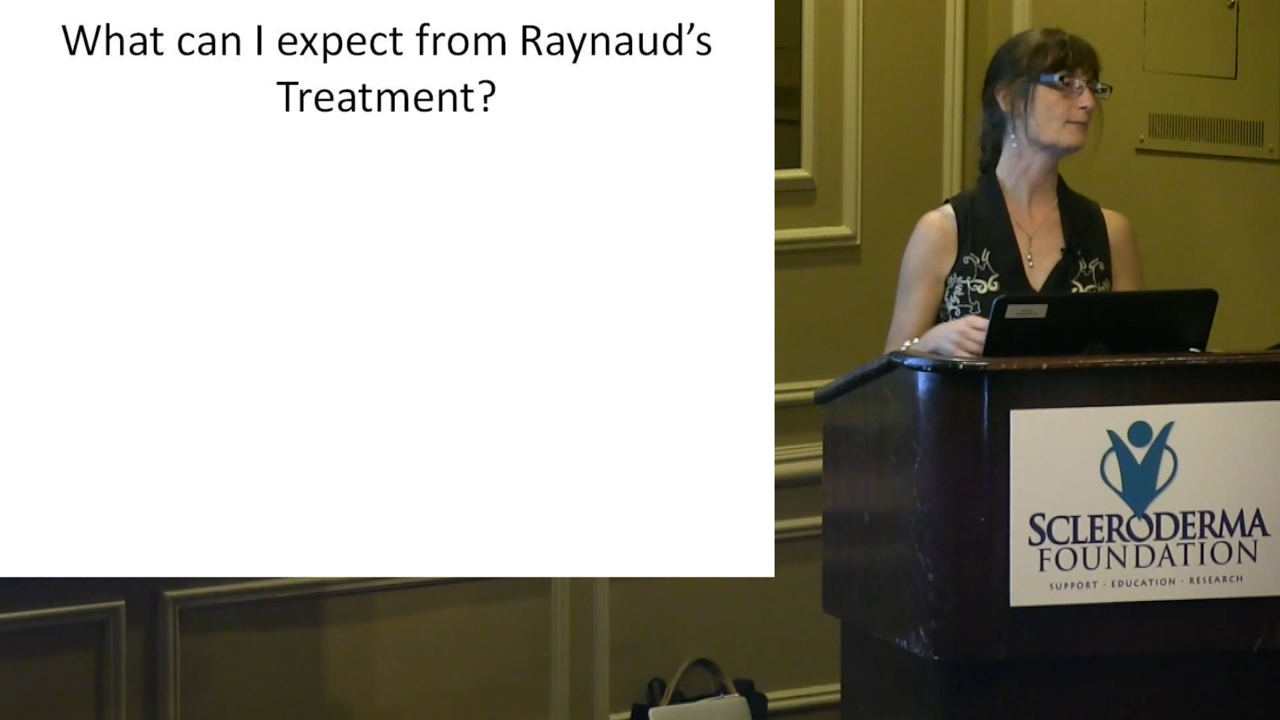 What can I expect from Raynaud’s
Treatment?
SCLERODERMA
FOUNDATION
SUPPORT · EDUCATION · RESEARCH